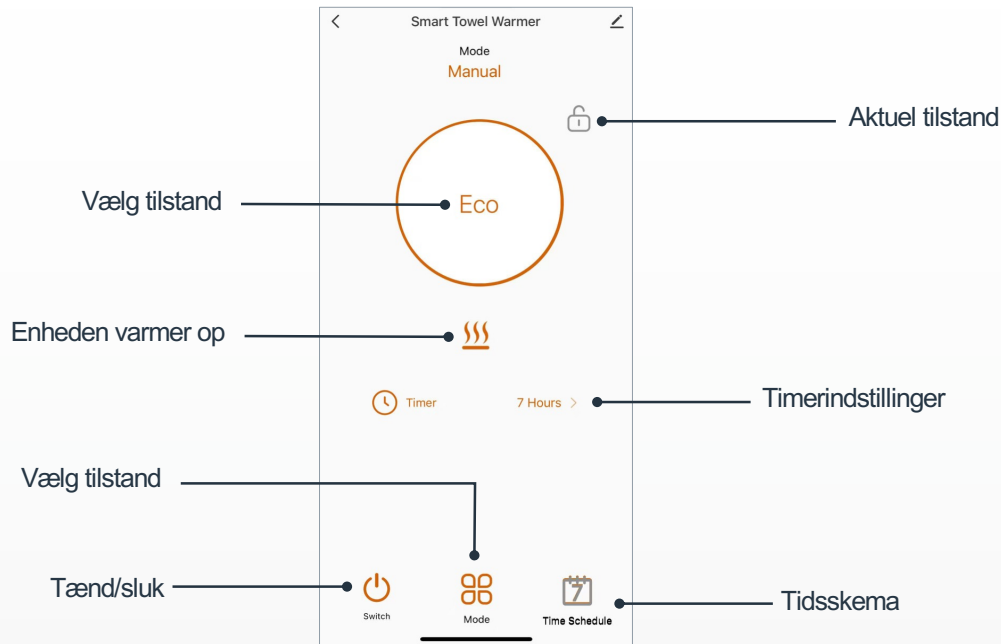 Smart Towel Warmer
Mode
Manual
Aktuel tilstand
Vælg tilstand
Eco
Enheden varmer op
Timer
7 Hours
Timerindstillinger
Vælg tilstand
Tænd/sluk
7
Tidsskema
Switch
Mode
Time Schedule